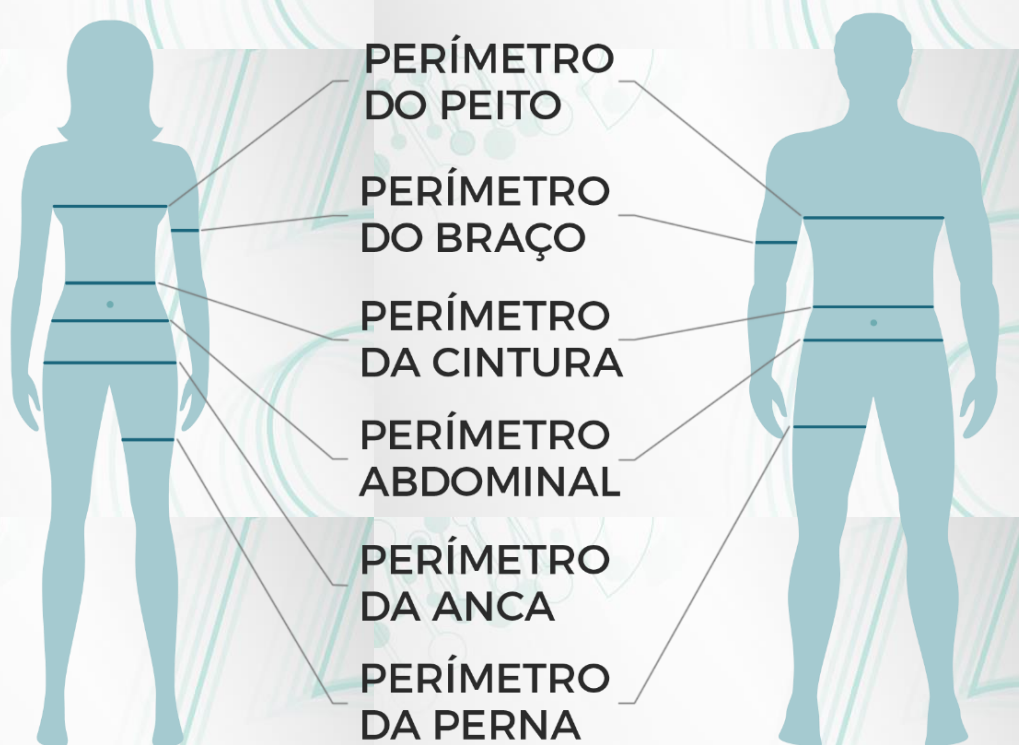 PERÍMETRO
DO PEITO
PERÍMETRO
DO BRAÇO
PERÍMETRO
DA CINTURA
PERÍMETRO
ABDOMINAL
PERÍMETRO
DA ANCA
PERÍMETRO
DA PERNA